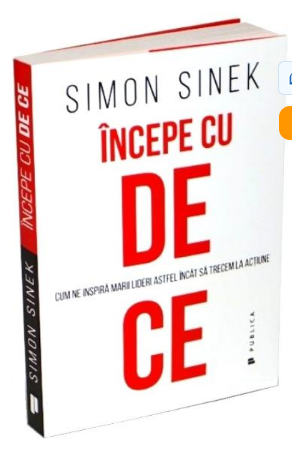 SIMON SINEK
ÎNCEPE CU
DE
CUM NE INSPIRĂ MARII LIDERI ASTFEL ÎNCÂT SĂ TRECEM LA ACȚIUNE
CE
PUBLICA
SIMON SINEK ÎNCEPE CU DE CE